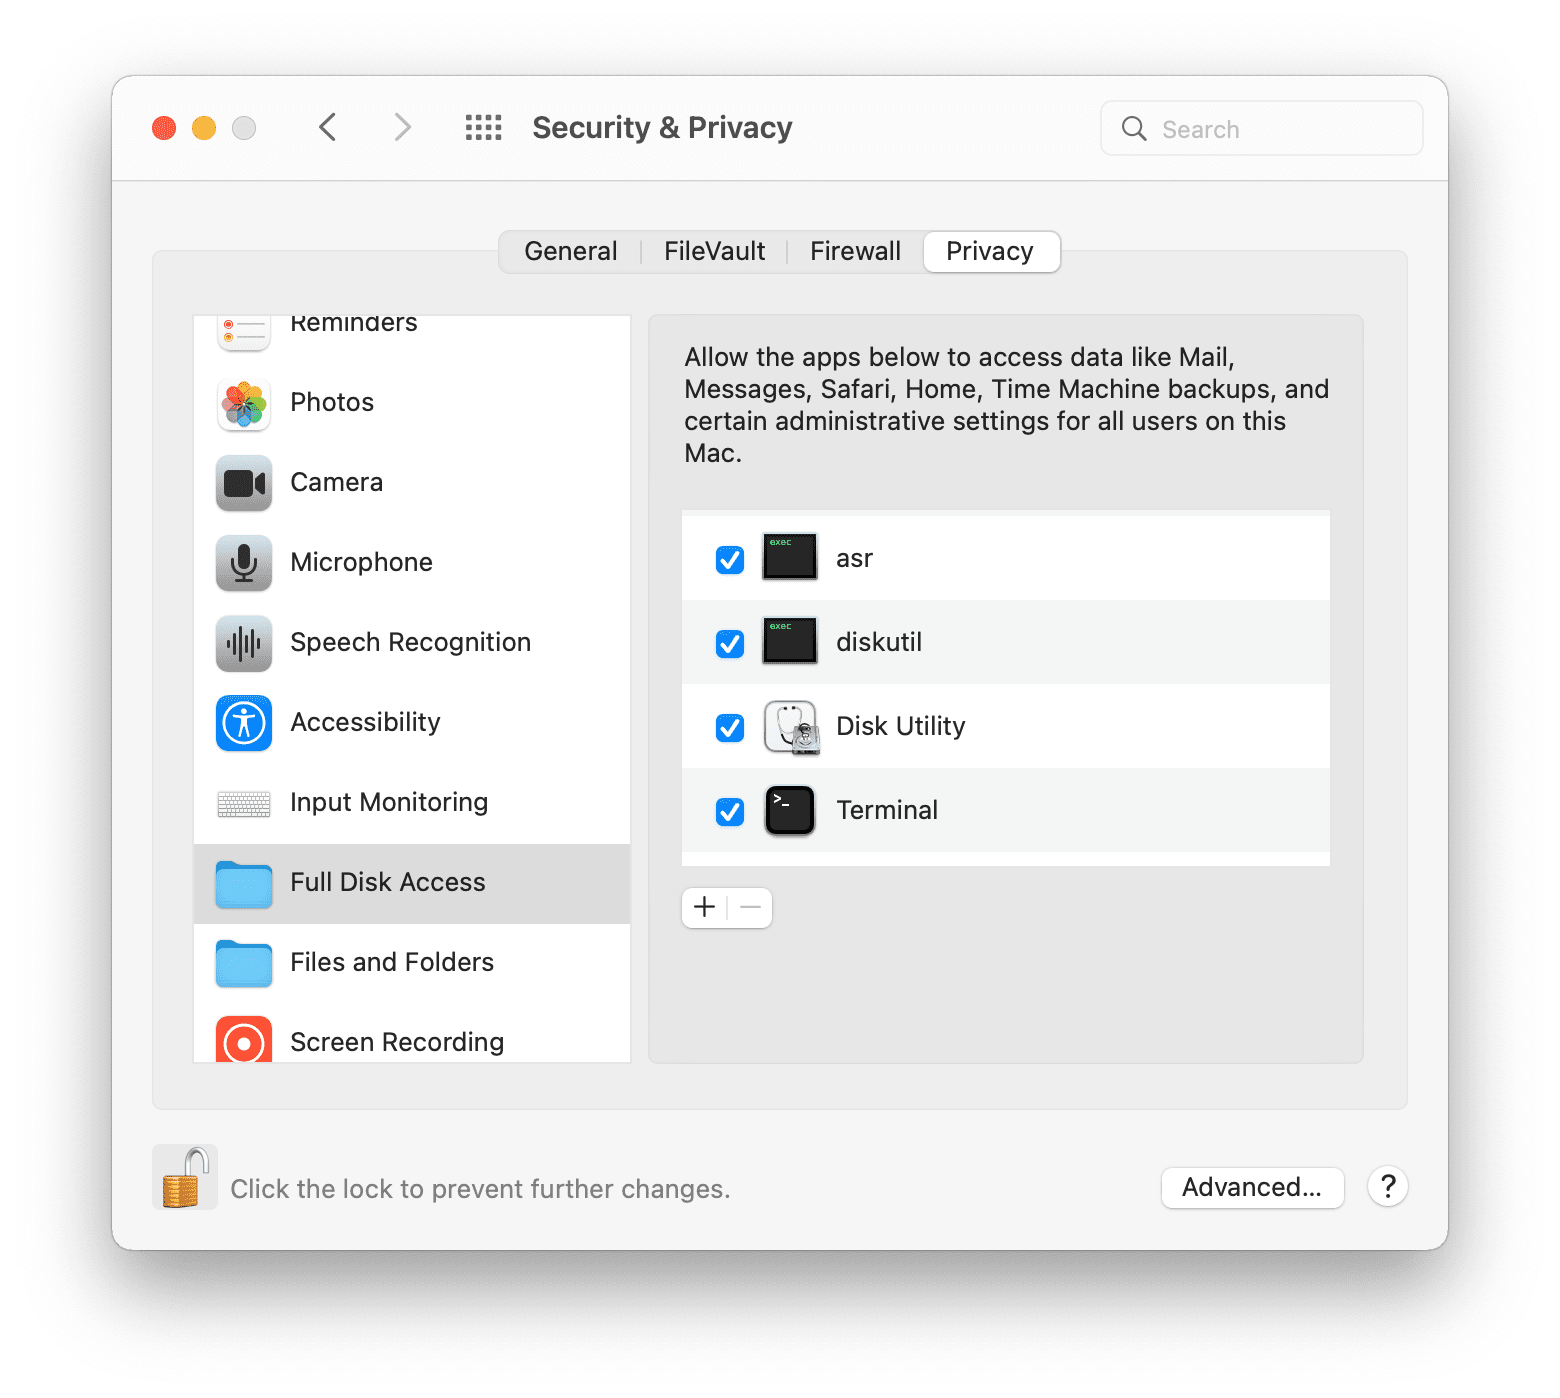 Security & Privacy
Search
General
FileVault
Firewall
Privacy
Reminders
Photos
Camera
Microphone
Speech Recognition
Accessibility
Input Monitoring
Full Disk Access
Files and Folders
Screen Recording
Allow the apps below to access data like Mail,
Messages, Safari, Home, Time Machine backups, and
certain administrative settings for all users on this
Mac.
exec
asr
exec
diskutil
Disk Utility
>_
Terminal
Click the lock to prevent further changes.
Advanced...
?